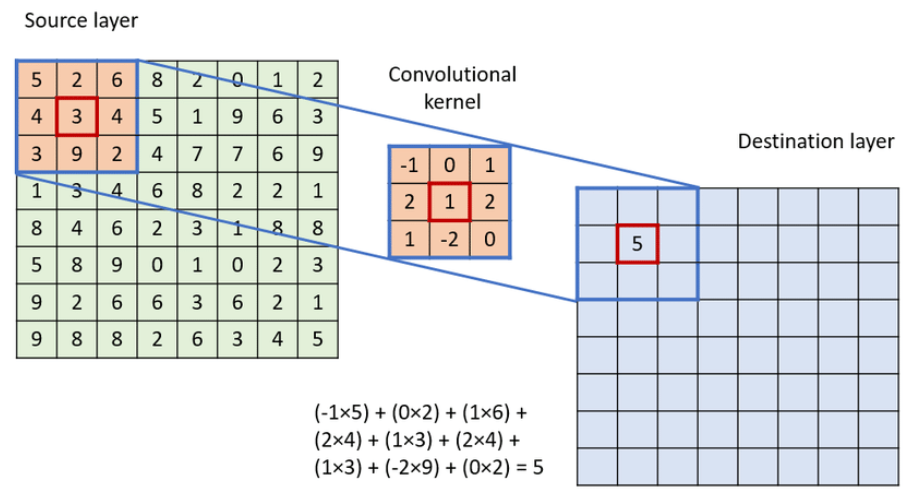 Source layer
5 2 6 8 2 0 1 2
4 3 4 5 1 9 6 3
3 9 2 4 7 7 6 9
1 3 4 6 8 2 2 1
8 4 6 2 3 1 8 8
5 8 9 0 1 0 2 3
9 2 6 6 3 6 2 1
9 8 8 2 6 3 4 5
Convolutional
kernel
-1 0 1
2 1 2
1 -2 0
Destination layer
5
(-1×5) + (0×2) + (1×6) +
(2×4) + (1×3) + (2×4) +
(1×3) + (-2×9) + (0×2) = 5